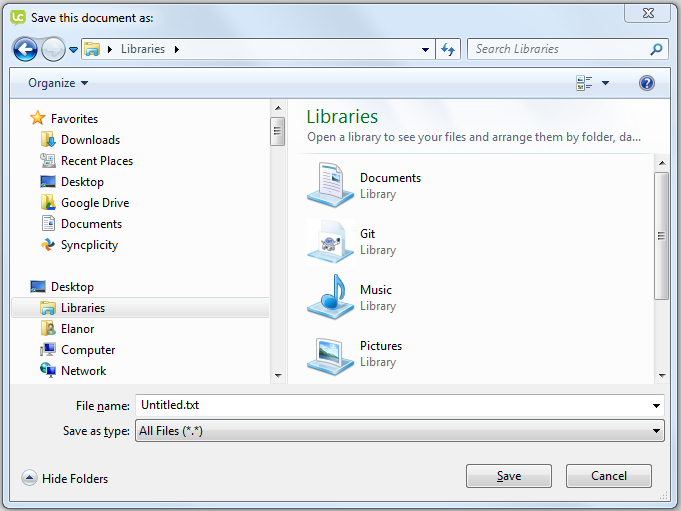 LC Save this document as:
Libraries
Search Libraries
Organize
Favorites
Downloads
Recent Places
Desktop
Google Drive
Documents
Syncplicity
Desktop
Libraries
Elanor
Computer
Network
Libraries
Open a library to see your files and arrange them by folder, da...
Documents
Library
Git
Library
Music
Library
Pictures
Library
File name: Untitled.txt
Save as type: All Files (*.*)
Hide Folders
Save Cancel